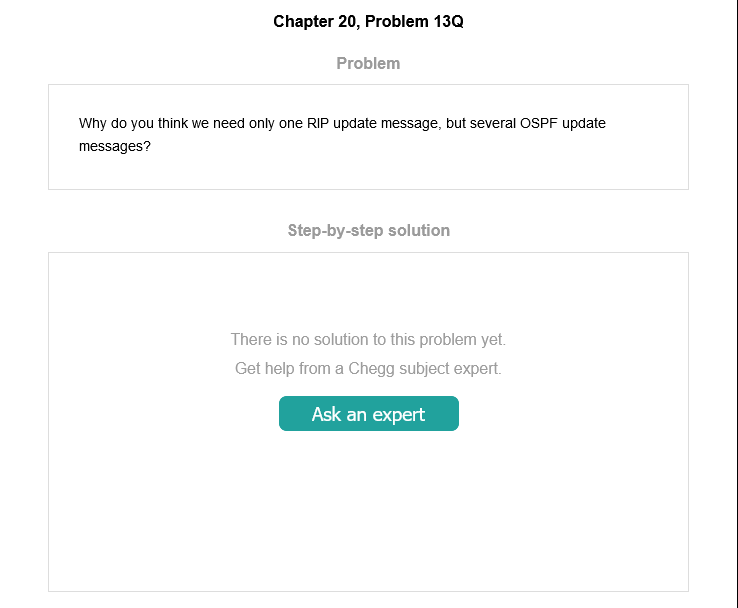 Chapter 20, Problem 13Q
Problem
Why do you think we need only one RIP update message, but several OSPF update
messages?
Step-by-step solution
There is no solution to this problem yet.
Get help from a Chegg subject expert.
Ask an expert